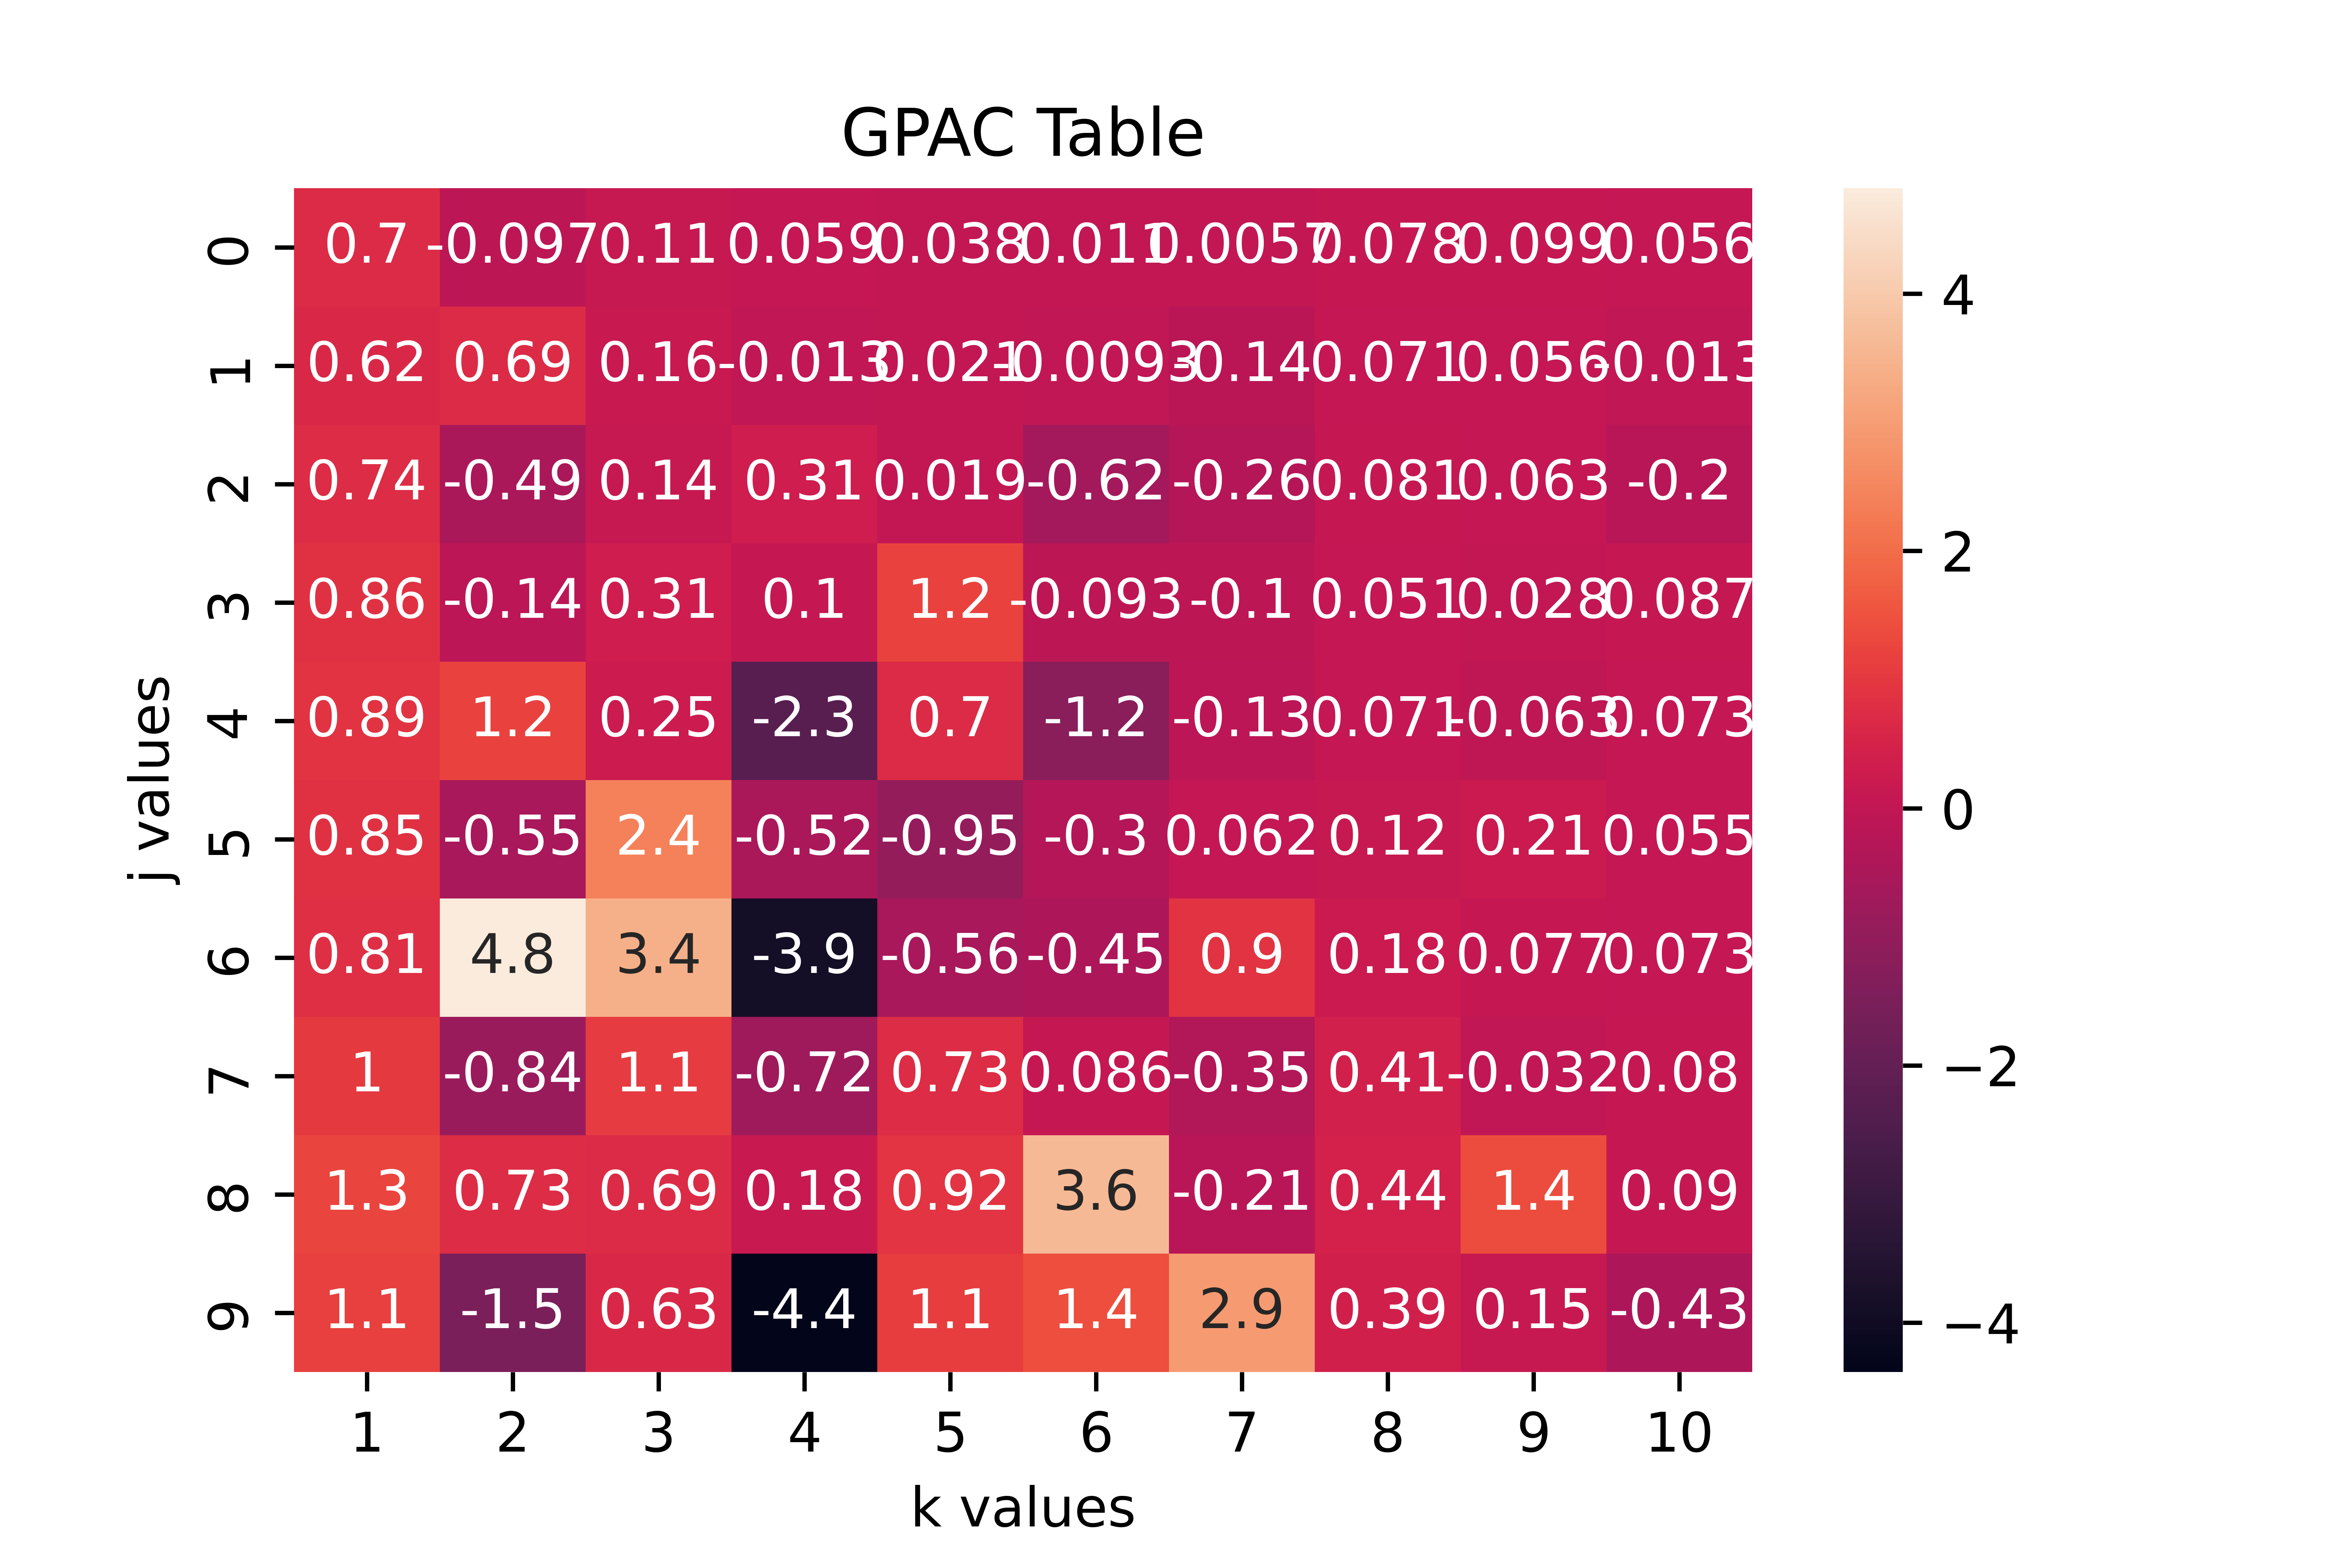 GPAC Table
0 0.7 -0.097 0.11 0.059 0.038 0.011 0.0057 0.078 0.099 0.056
1 0.62 0.69 0.16 -0.013 0.021 -0.0093 -0.14 0.071 0.056 -0.013
2 0.74 -0.49 0.14 0.31 0.019 -0.62 -0.26 0.081 0.063 -0.2
3 0.86 -0.14 0.31 0.1 1.2 -0.093 -0.1 0.051 0.028 0.087
4 0.89 1.2 0.25 -2.3 0.7 -1.2 -0.13 0.071 -0.063 0.073
5 0.85 -0.55 2.4 -0.52 -0.95 -0.3 0.062 0.12 0.21 0.055
6 0.81 4.8 3.4 -3.9 -0.56 -0.45 0.9 0.18 0.077 0.073
7 1 -0.84 1.1 -0.72 0.73 0.086 -0.35 0.41 -0.032 0.08
8 1.3 0.73 0.69 0.18 0.92 3.6 -0.21 0.44 1.4 0.09
9 1.1 -1.5 0.63 -4.4 1.1 1.4 2.9 0.39 0.15 -0.43
1 2 3 4 5 6 7 8 9 10
k values
j values
4
2
0
−2
−4